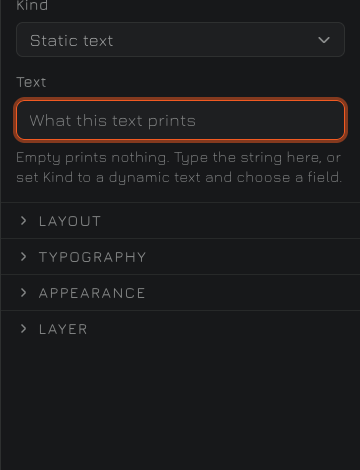 Kind
Static text
Text
What this text prints
Empty prints nothing. Type the string here, or
set Kind to a dynamic text and choose a field.
LAYOUT
TYPOGRAPHY
APPEARANCE
LAYER